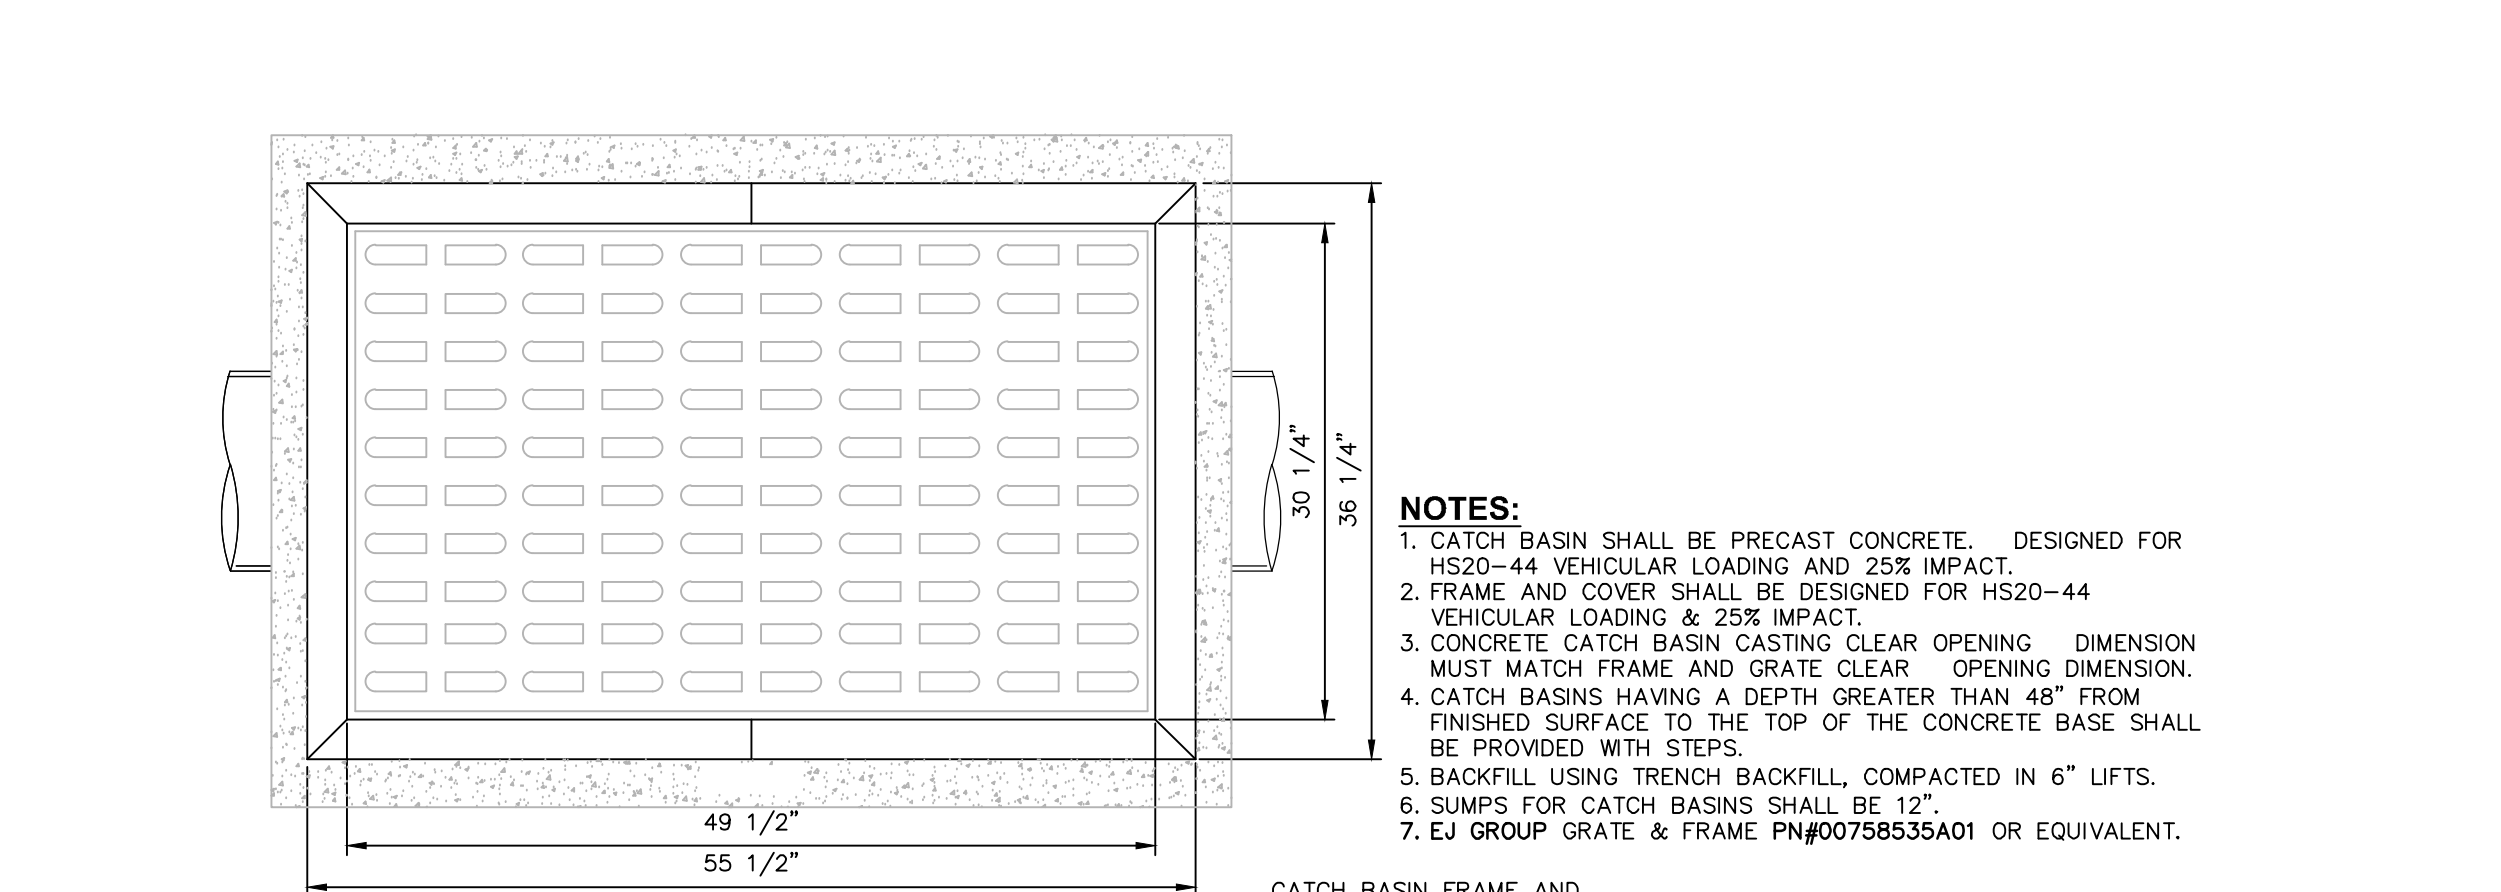 30 1/4"
36 1/4"
NOTES:
1. CATCH BASIN SHALL BE PRECAST CONCRETE. DESIGNED FOR
HS20-44 VEHICULAR LOADING AND 25% IMPACT.
2. FRAME AND COVER SHALL BE DESIGNED FOR HS20-44
VEHICULAR LOADING & 25% IMPACT.
3. CONCRETE CATCH BASIN CASTING CLEAR OPENING DIMENSION
MUST MATCH FRAME AND GRATE CLEAR OPENING DIMENSION.
4. CATCH BASINS HAVING A DEPTH GREATER THAN 48" FROM
FINISHED SURFACE TO THE TOP OF THE CONCRETE BASE SHALL
BE PROVIDED WITH STEPS.
5. BACKFILL USING TRENCH BACKFILL, COMPACTED IN 6" LIFTS.
6. SUMPS FOR CATCH BASINS SHALL BE 12".
7. EJ GROUP GRATE & FRAME PN#00758535A01 OR EQUIVALENT.
49 1/2"
55 1/2"
CATCH BASIN FRAME AND